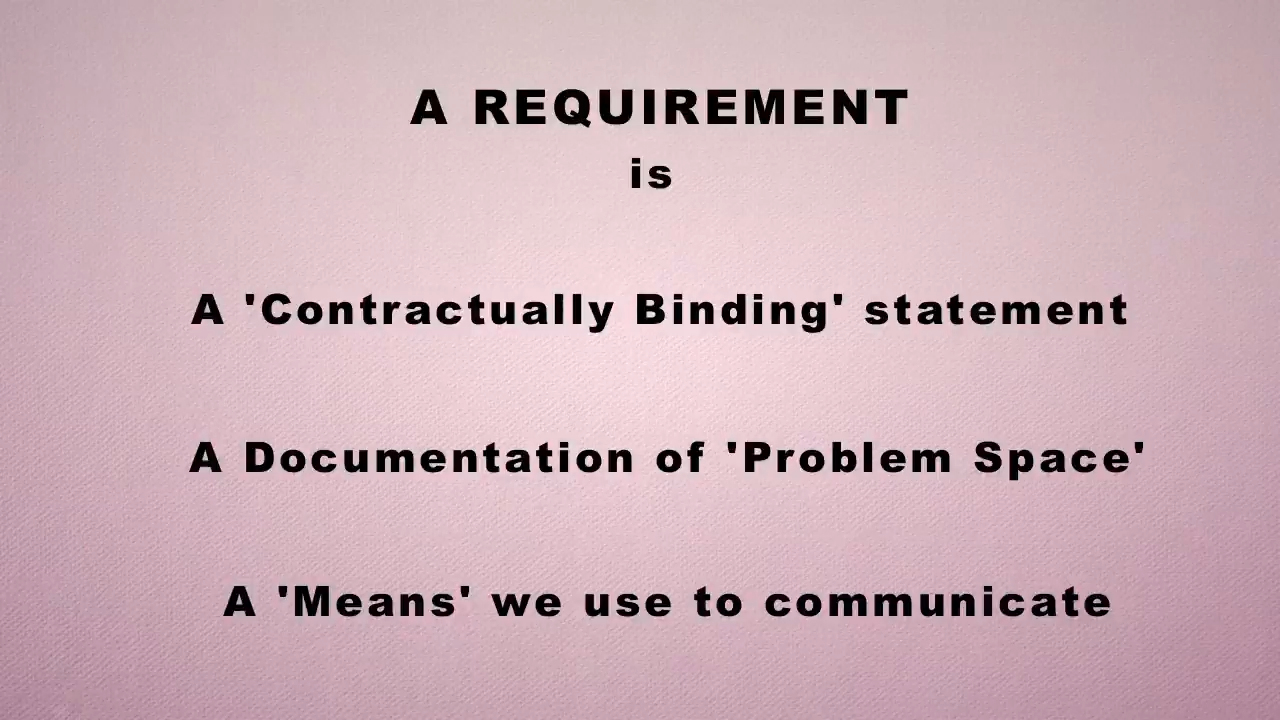 A REQUIREMENT
is
A 'Contractually Binding' statement
A Documentation of 'Problem Space'
A 'Means' we use to communicate